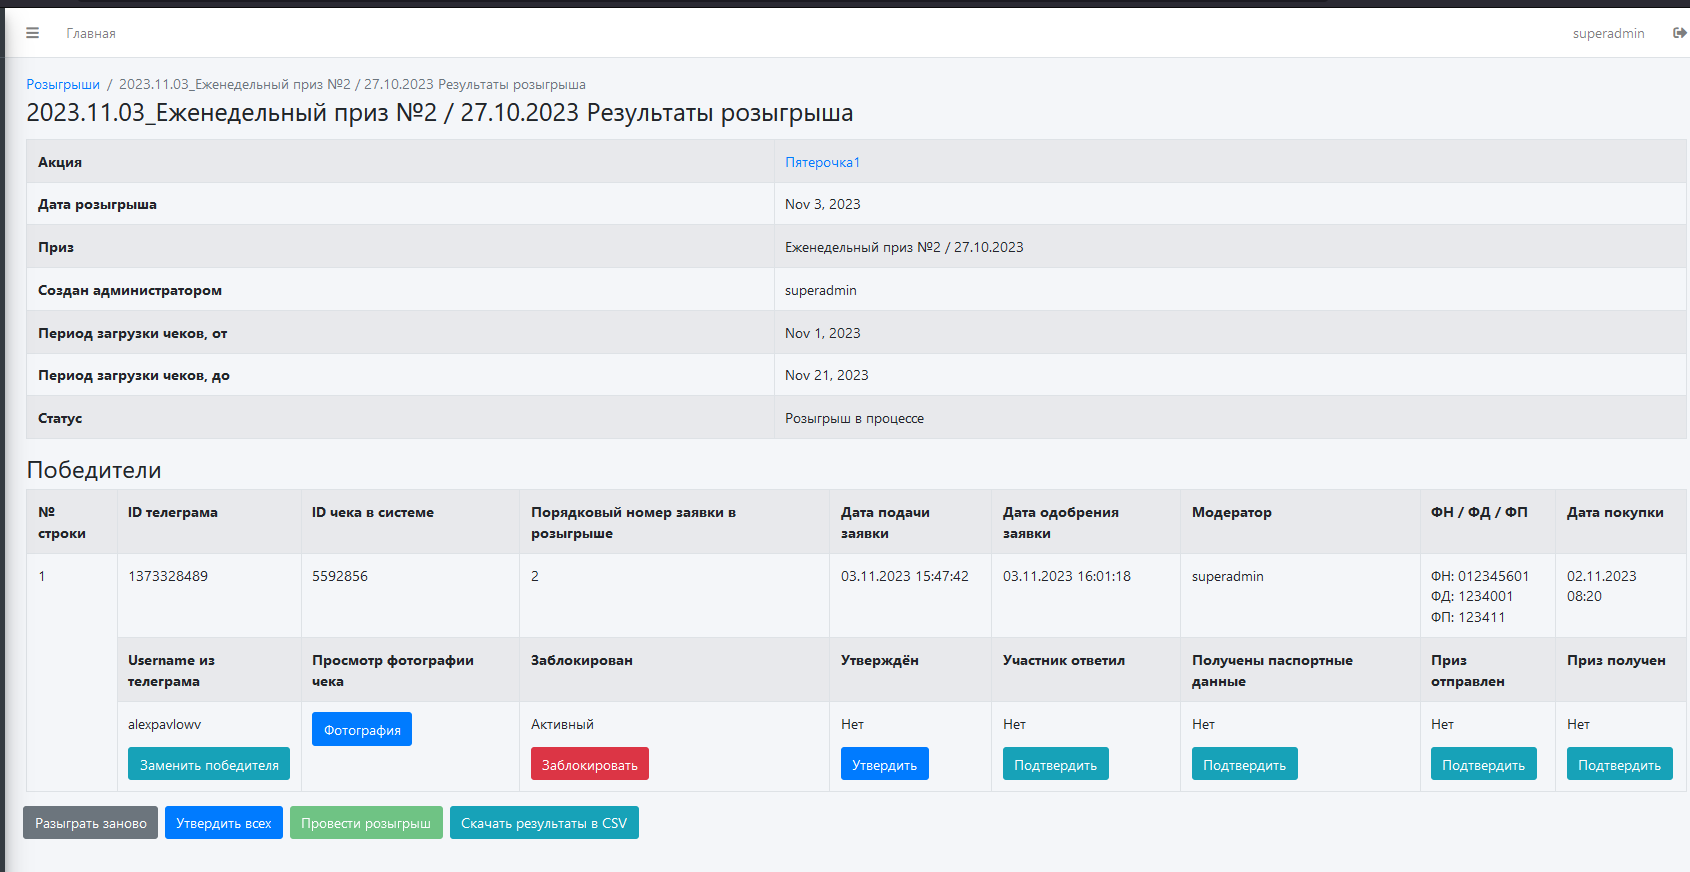 Главная
superadmin
Розыгрыши / 2023.11.03_Еженедельный приз №2 / 27.10.2023 Результаты розыгрыша
2023.11.03_Еженедельный приз №2 / 27.10.2023 Результаты розыгрыша
Акция
Пятерочка1
Дата розыгрыша
Nov 3, 2023
Приз
Еженедельный приз №2 / 27.10.2023
Создан администратором
superadmin
Период загрузки чеков, от
Nov 1, 2023
Период загрузки чеков, до
Nov 21, 2023
Статус
Розыгрыш в процессе
Победители
№
строки
ID телеграма
ID чека в системе
Порядковый номер заявки в
розыгрыше
Дата подачи
заявки
Дата одобрения
заявки
Модератор
ФН / ФД / ФП
Дата покупки
1
1373328489
5592856
2
03.11.2023 15:47:42
03.11.2023 16:01:18
superadmin
ФН: 012345601
ФД: 1234001
ФП: 123411
02.11.2023
08:20
Username из
телеграма
Просмотр фотографии
чека
Заблокирован
Утверждён
Участник ответил
Получены паспортные
данные
Приз
отправлен
Приз получен
alexpavlowv
Заменить победителя
Фотография
Активный
Заблокировать
Нет
Утвердить
Нет
Подтвердить
Нет
Подтвердить
Нет
Подтвердить
Нет
Подтвердить
Разыграть заново
Утвердить всех
Провести розыгрыш
Скачать результаты в CSV